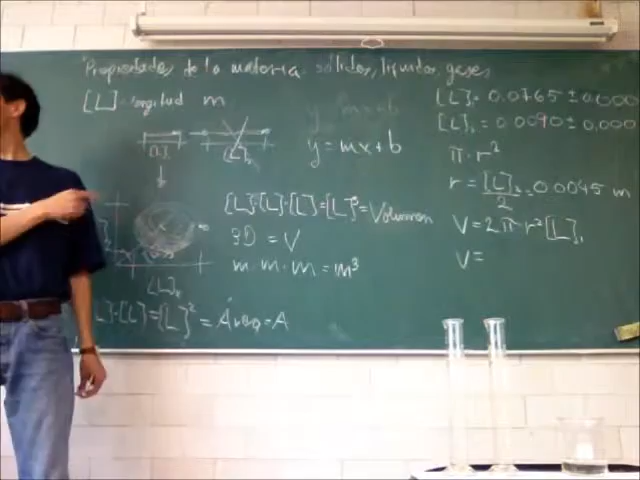 Propiedades de la materia: sólidos, líquidos, gases
[L] = longitud m
y = mx + b
[L]·[L]·[L] = [L]³ = Volumen
3D = V
m · m · m = m³
[L]·[L] = [L]² = Área = A
[L]₁ = 0.0765 ± 0.000
[L]₂ = 0.0090 ± 0.000
π · r²
r = [L]₂/2 = 0.0045 m
V = 2π · r² [L]₁
V =